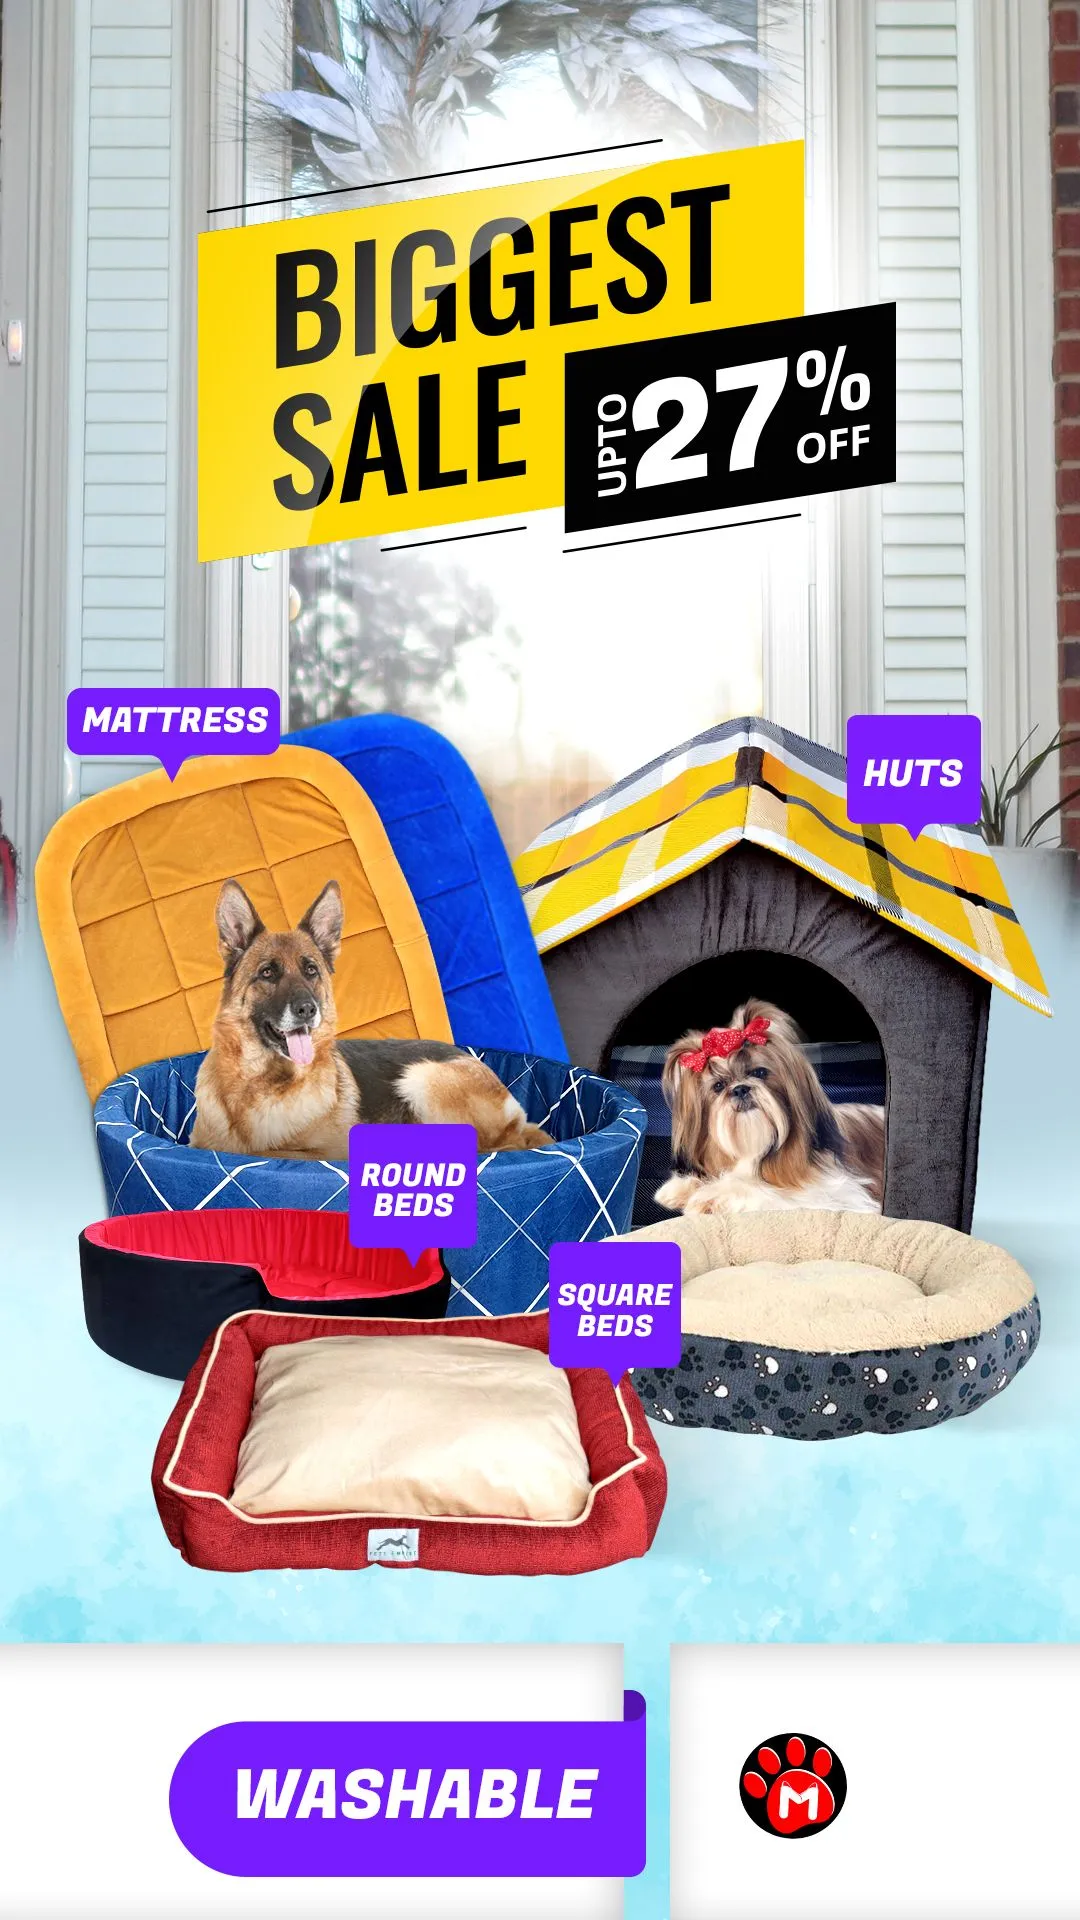 BIGGEST
SALE
UPTO
27%
OFF
MATTRESS
HUTS
ROUND
BEDS
SQUARE
BEDS
WASHABLE
M